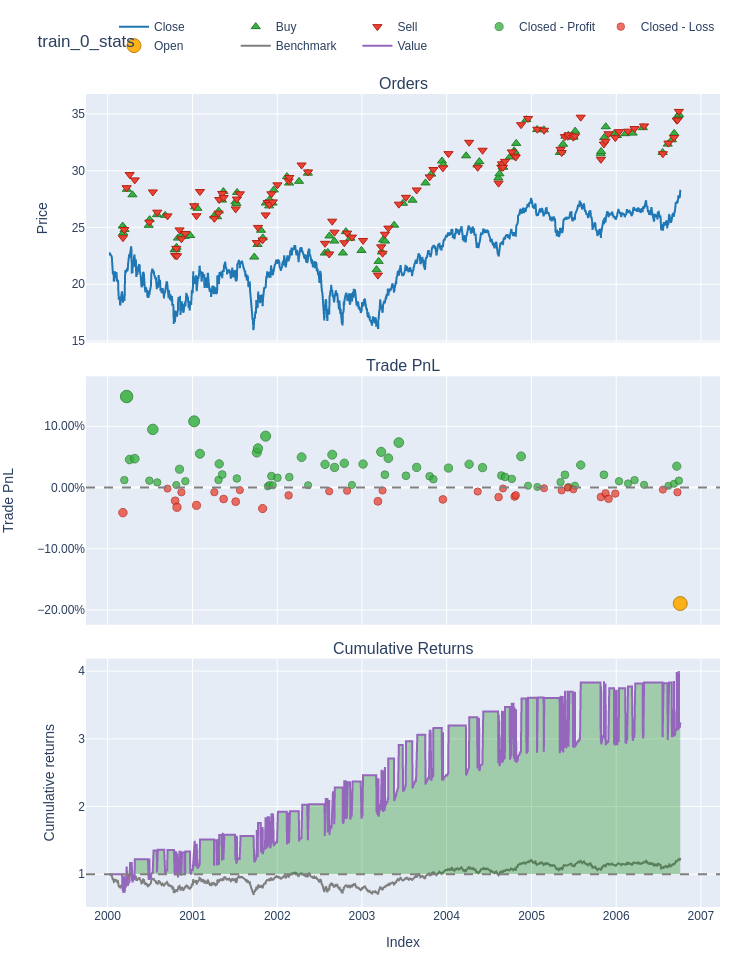 train_0_stats
Close
Buy
Sell
Closed - Profit
Closed - Loss
Open
Benchmark
Value
Orders
35
30
25
20
15
Price
Trade PnL
10.00%
0.00%
−10.00%
−20.00%
Trade PnL
Cumulative Returns
4
3
2
1
Cumulative returns
2000
2001
2002
2003
2004
2005
2006
2007
Index